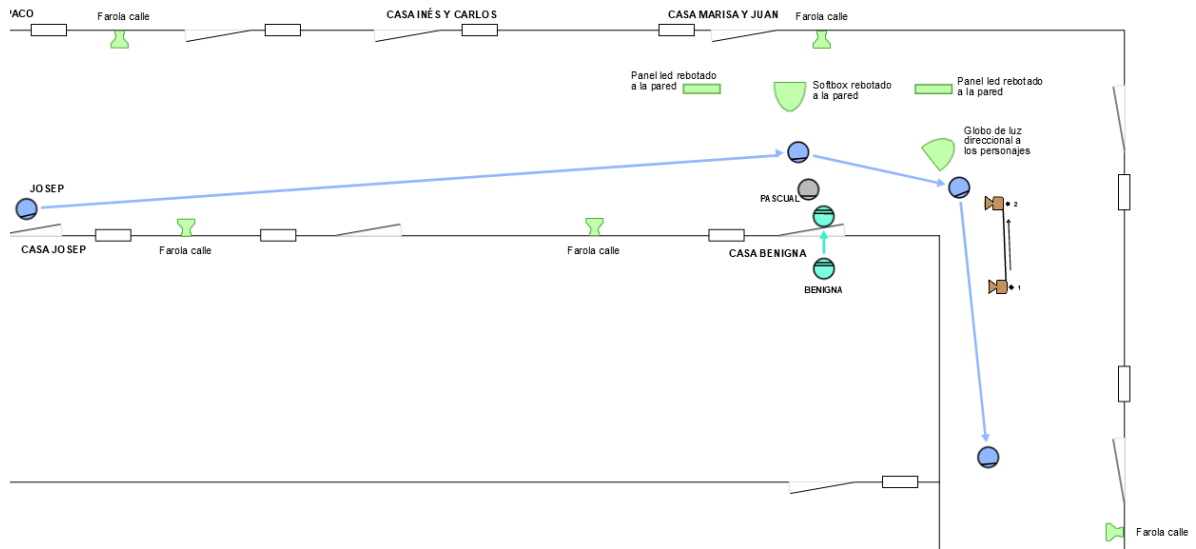 PACO
Farola calle
CASA INÉS Y CARLOS
CASA MARISA Y JUAN
Farola calle
Panel led rebotado
a la pared
Softbox rebotado
a la pared
Panel led rebotado
a la pared
Globo de luz
direccional a
los personajes
JOSEP
PASCUAL
2
CASA JOSEP
Farola calle
Farola calle
CASA BENIGNA
BENIGNA
1
Farola calle